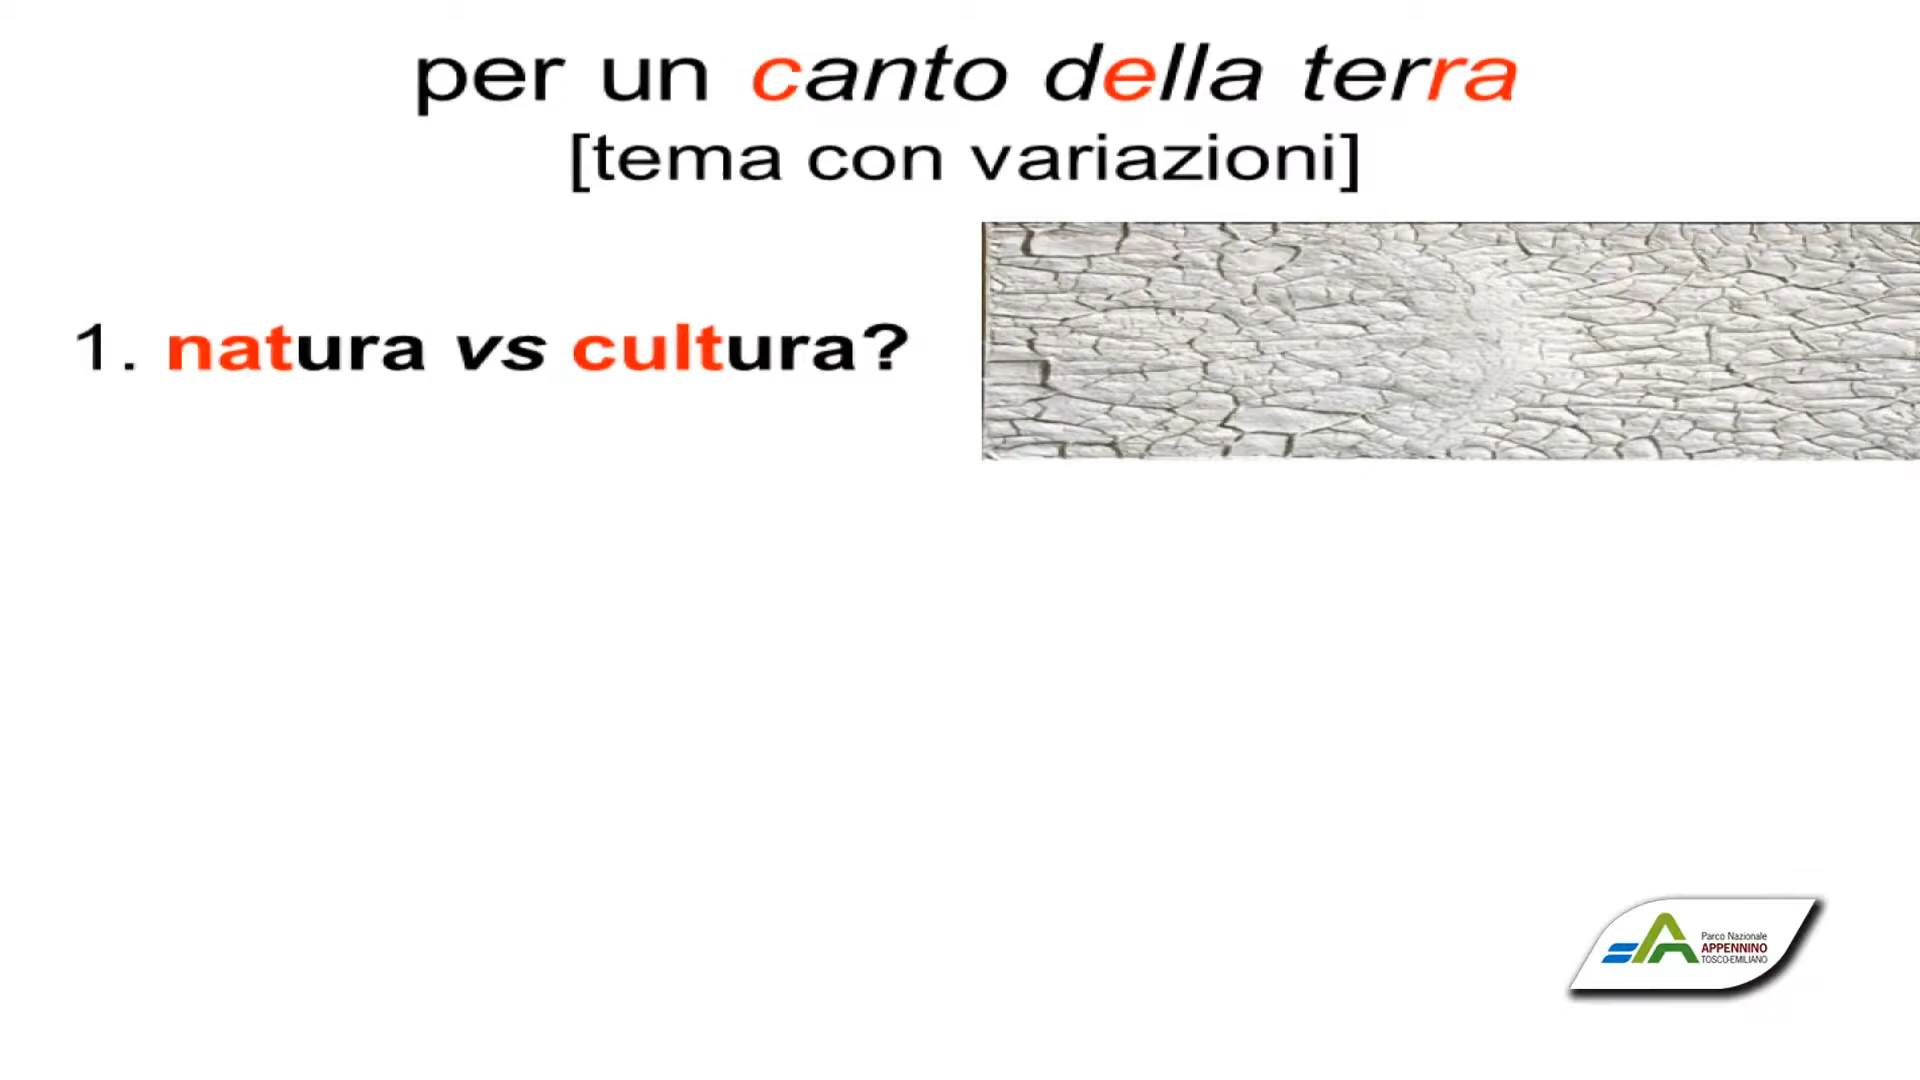 per un canto della terra
[tema con variazioni]
1. natura vs cultura?
Parco Nazionale
APPENNINO
TOSCO-EMILIANO